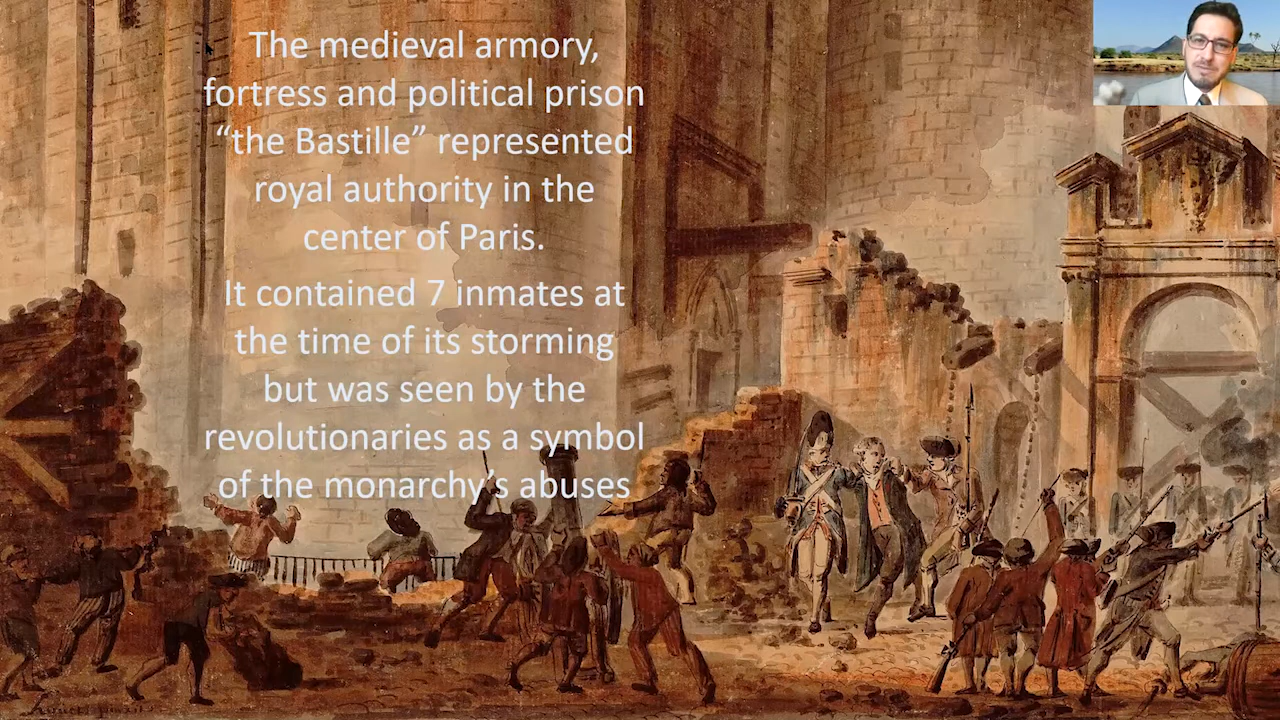 The medieval armory,
fortress and political prison
“the Bastille” represented
royal authority in the
center of Paris.
It contained 7 inmates at
the time of its storming
but was seen by the
revolutionaries as a symbol
of the monarchy’s abuses